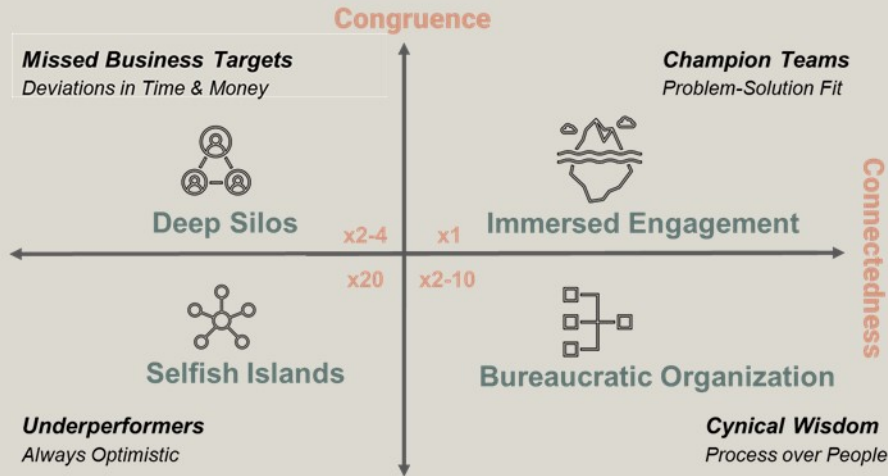 Congruence
Missed Business Targets
Deviations in Time & Money
Champion Teams
Problem-Solution Fit
Deep Silos
Immersed Engagement
x2-4
x1
Connectedness
x20
x2-10
Selfish Islands
Bureaucratic Organization
Underperformers
Always Optimistic
Cynical Wisdom
Process over People